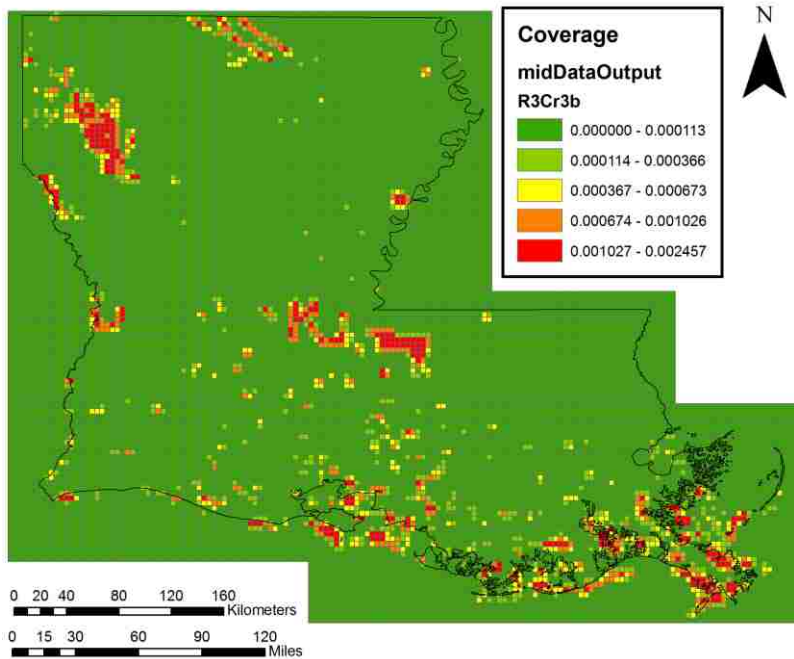 N
Coverage
midDataOutput
R3Cr3b
0.000000 - 0.000113
0.000114 - 0.000366
0.000367 - 0.000673
0.000674 - 0.001026
0.001027 - 0.002457
0 20 40 80 120 160
Kilometers
0 15 30 60 90 120
Miles